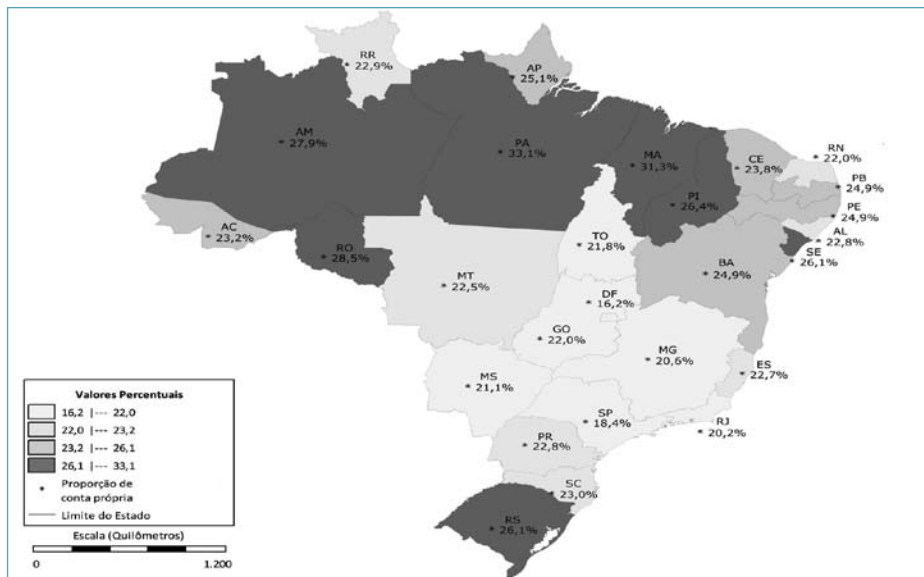 RR
22,9%
AP
25,1%
AM
27,9%
PA
33,1%
MA
31,3%
CE
23,8%
RN
22,0%
PB
24,9%
PI
26,4%
PE
24,9%
AL
22,8%
SE
26,1%
AC
23,2%
RO
28,5%
TO
21,8%
BA
24,9%
MT
22,5%
DF
16,2%
GO
22,0%
MG
20,6%
ES
22,7%
MS
21,1%
SP
18,4%
RJ
20,2%
PR
22,8%
SC
23,0%
RS
26,1%
Valores Percentuais
16,2 |--- 22,0
22,0 |--- 23,2
23,2 |--- 26,1
26,1 |--- 33,1
Proporção de
conta própria
Limite do Estado
Escala (Quilômetros)
0 1.200